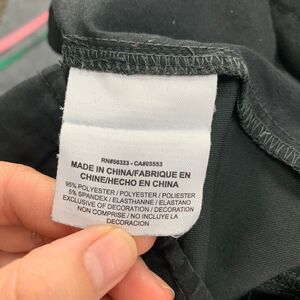 RN#56323 - CA#05553
MADE IN CHINA/FABRIQUE EN
CHINE/HECHO EN CHINA
95% POLYESTER / POLYESTER / POLIESTER
5% SPANDEX / ELASTHANNE / ELASTANO
EXCLUSIVE OF DECORATION / DECORATION
NON COMPRISE / NO INCLUYE LA
DECORACION